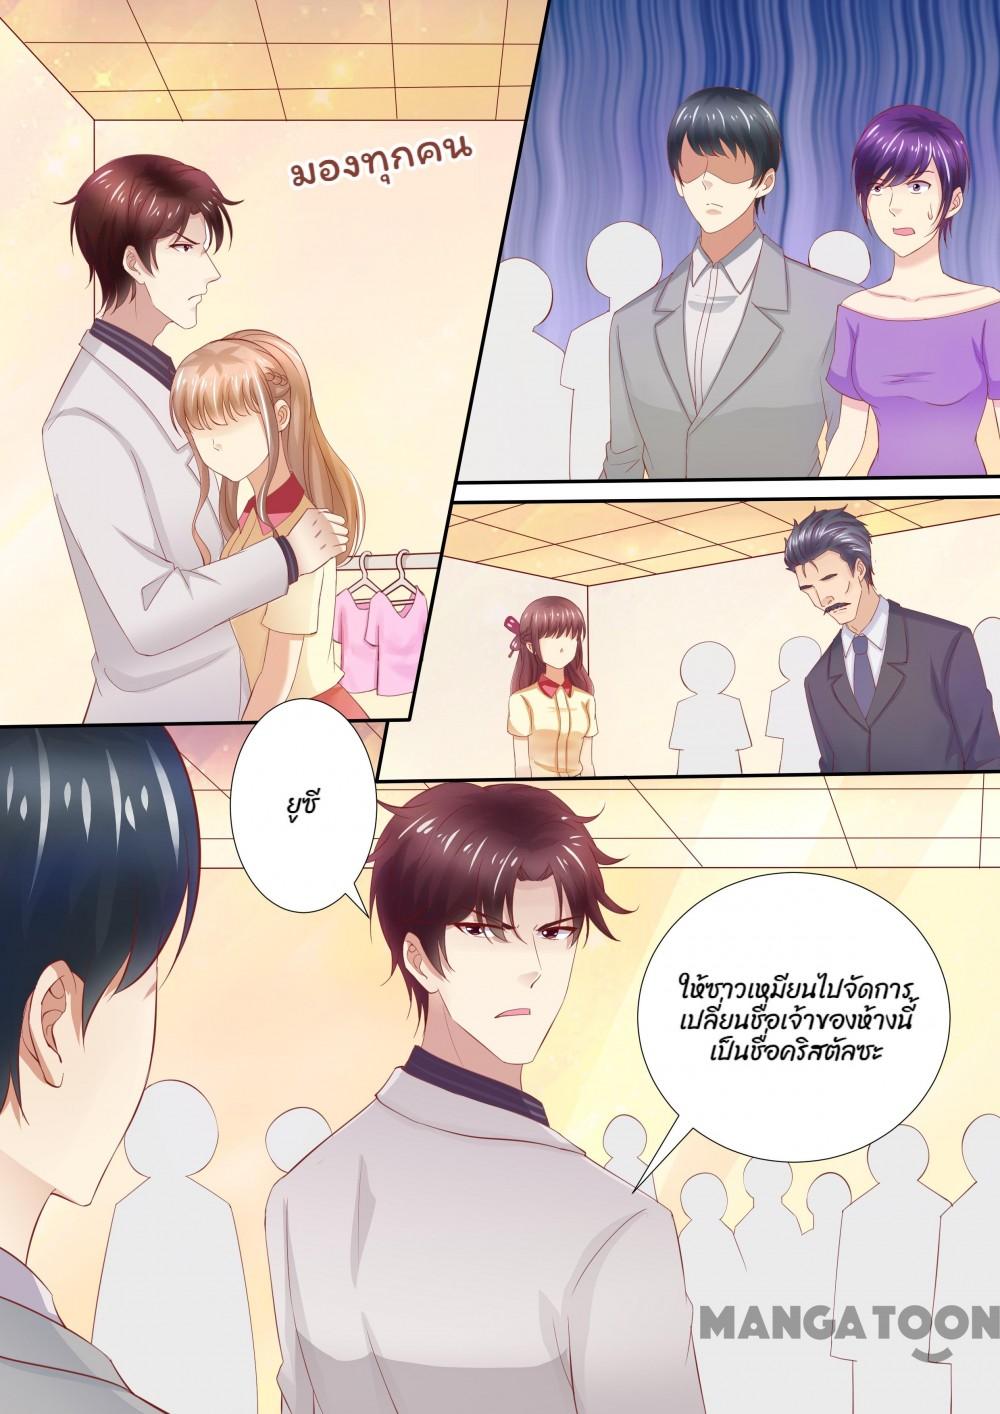 มองทุกคน
ยูซี
ให้ซาวเหมียนไปจัดการ
เปลี่ยนชื่อเจ้าของห้างนี้
เป็นชื่อคริสตัลซะ
MANGATOON